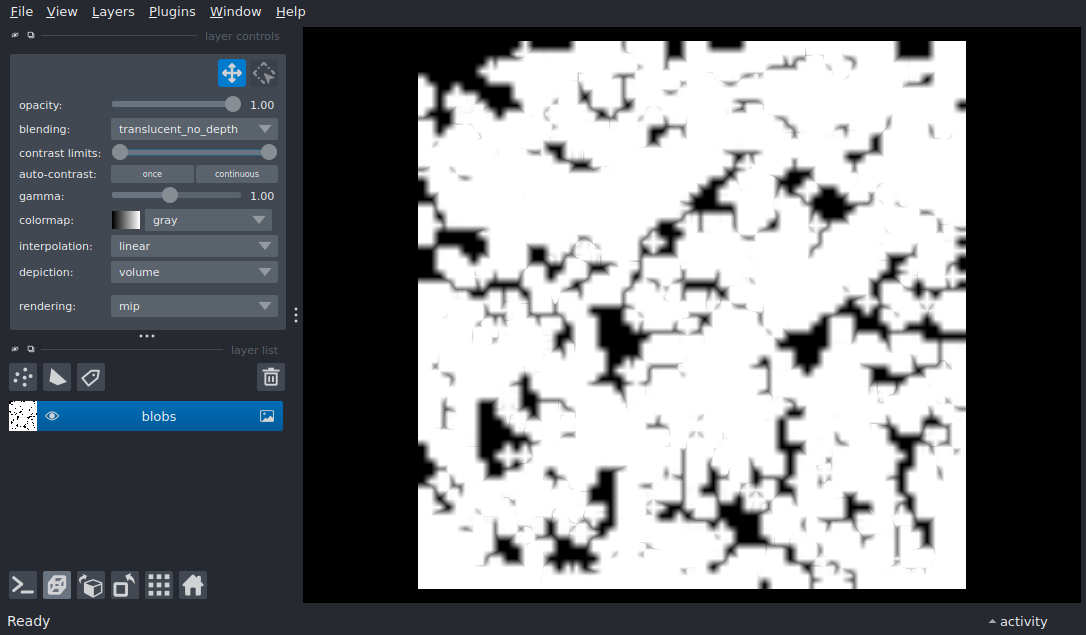 File View Layers Plugins Window Help
layer controls
opacity: 1.00
blending: translucent_no_depth
contrast limits:
auto-contrast: once continuous
gamma: 1.00
colormap: gray
interpolation: linear
depiction: volume
rendering: mip
layer list
blobs
Ready activity